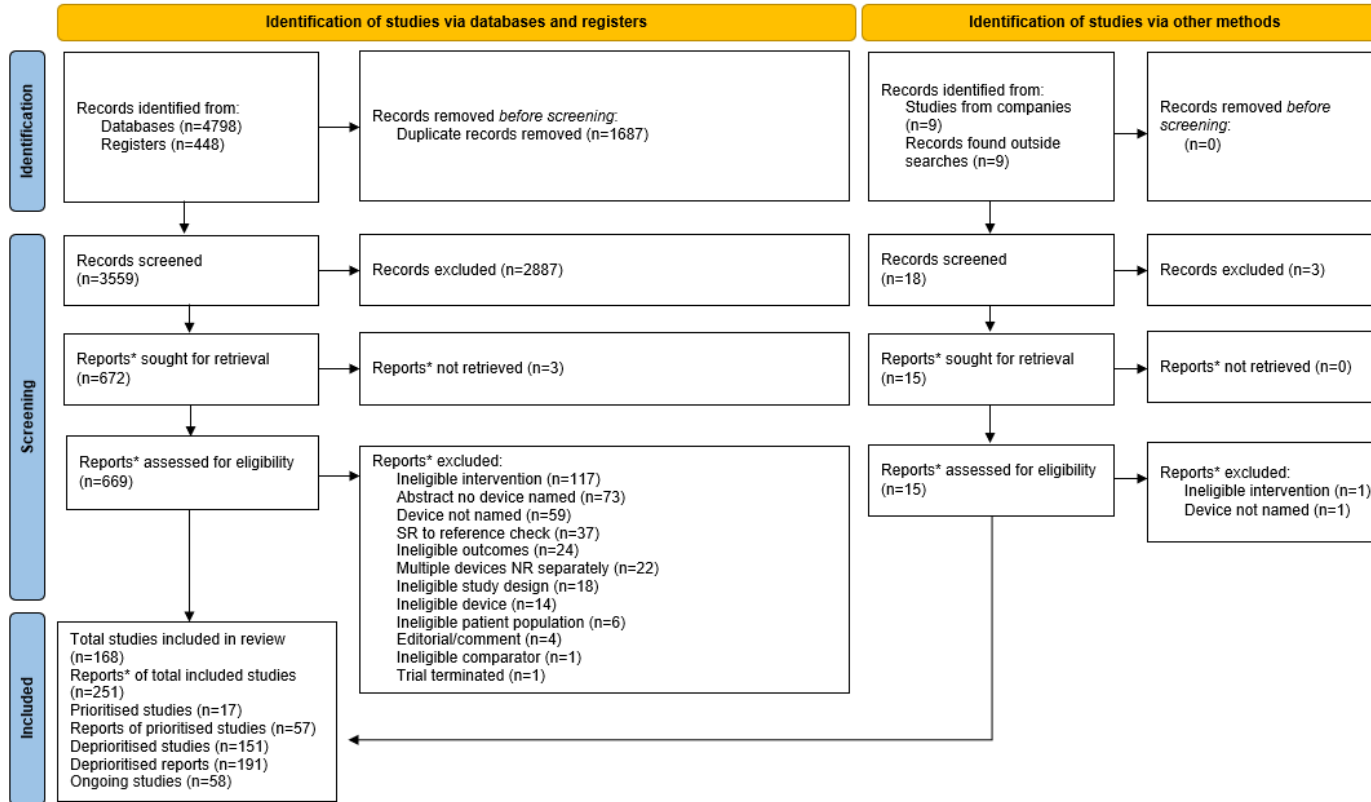 Identification of studies via databases and registers
Identification of studies via other methods
Identification
Records identified from:
Databases (n=4798)
Registers (n=448)
Records removed before screening:
Duplicate records removed (n=1687)
Records identified from:
Studies from companies
(n=9)
Records found outside
searches (n=9)
Records removed before
screening:
(n=0)
Screening
Records screened
(n=3559)
Records excluded (n=2887)
Records screened
(n=18)
Records excluded (n=3)
Reports* sought for retrieval
(n=672)
Reports* not retrieved (n=3)
Reports* sought for retrieval
(n=15)
Reports* not retrieved (n=0)
Reports* assessed for eligibility
(n=669)
Reports* excluded:
Ineligible intervention (n=117)
Abstract no device named (n=73)
Device not named (n=59)
SR to reference check (n=37)
Ineligible outcomes (n=24)
Multiple devices NR separately (n=22)
Ineligible study design (n=18)
Ineligible device (n=14)
Ineligible patient population (n=6)
Editorial/comment (n=4)
Ineligible comparator (n=1)
Trial terminated (n=1)
Reports* assessed for eligibility
(n=15)
Reports* excluded:
Ineligible intervention (n=1)
Device not named (n=1)
Included
Total studies included in review
(n=168)
Reports* of total included studies
(n=251)
Prioritised studies (n=17)
Reports of prioritised studies (n=57)
Deprioritised studies (n=151)
Deprioritised reports (n=191)
Ongoing studies (n=58)